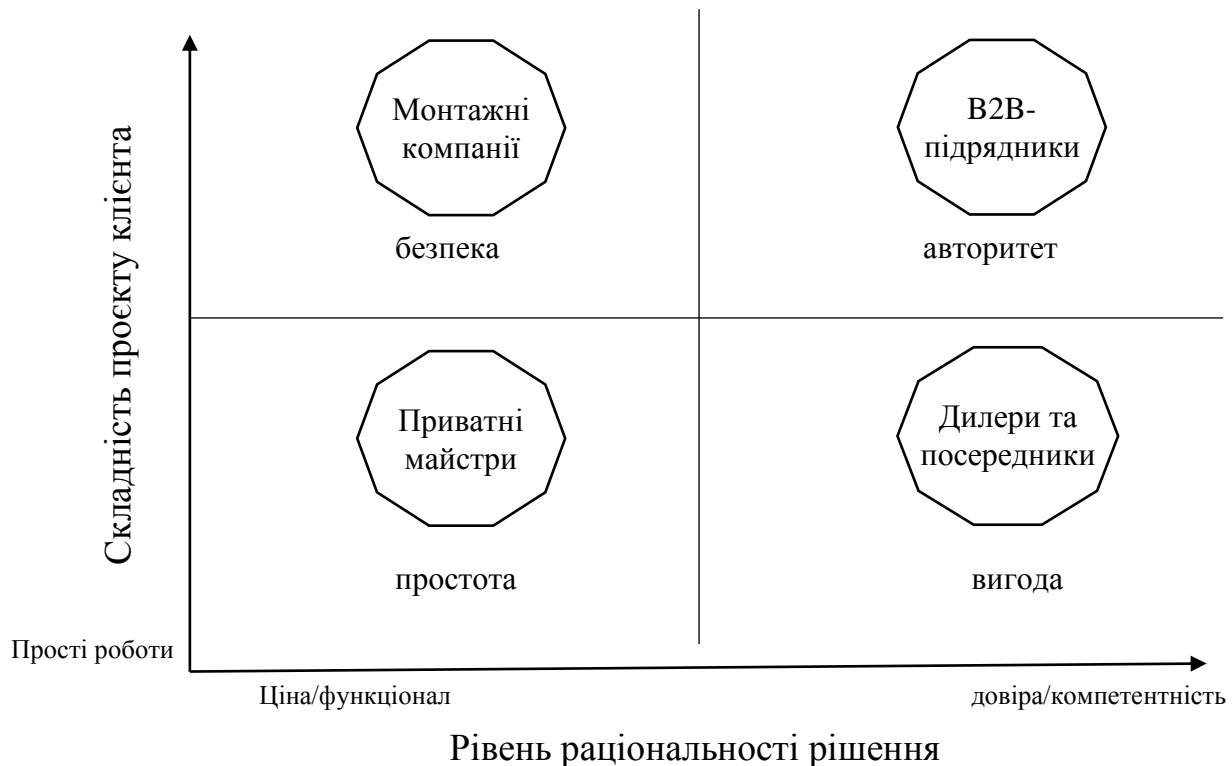 Складність проєкту клієнта
Монтажні
компанії
безпека
B2B-
підрядники
авторитет
Приватні
майстри
простота
Дилери та
посередники
вигода
Прості роботи
Ціна/функціонал
довіра/компетентність
Рівень раціональності рішення